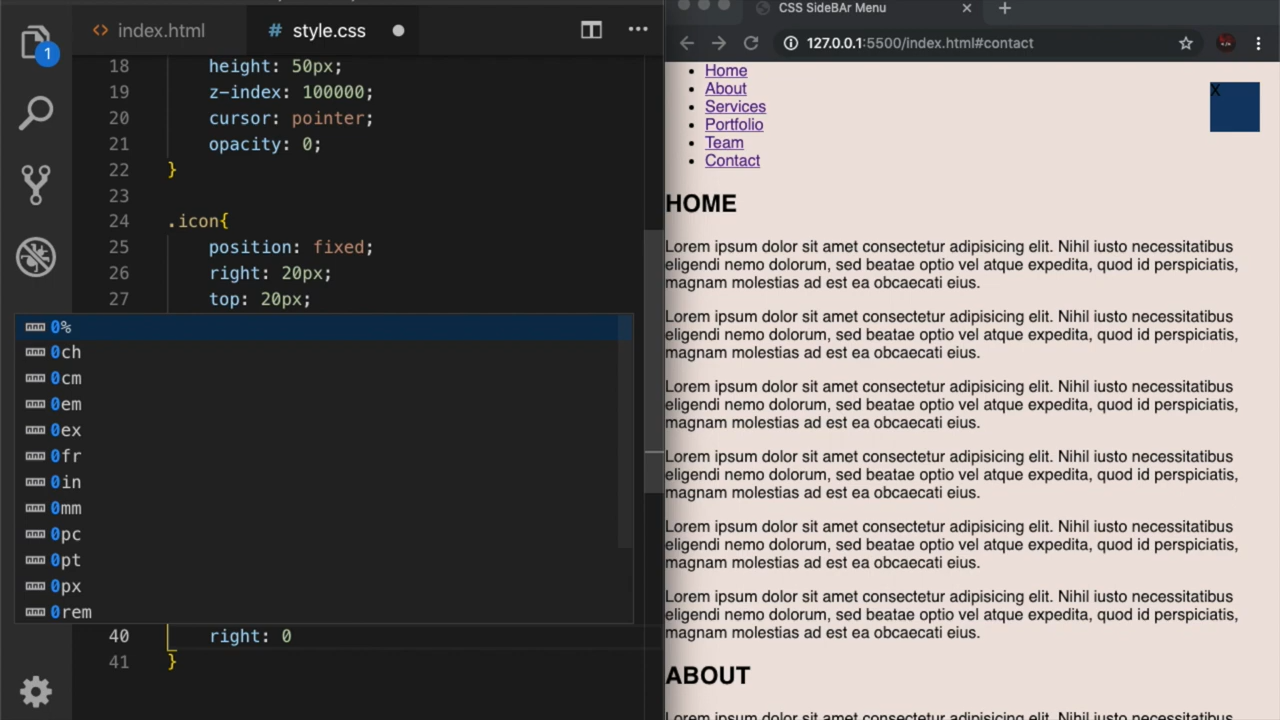 index.html
# style.css
1
18 height: 50px;
19 z-index: 100000;
20 cursor: pointer;
21 opacity: 0;
22 }
23
24 .icon{
25 position: fixed;
26 right: 20px;
27 top: 20px;
0%
0ch
0cm
0em
0ex
0fr
0in
0mm
0pc
0pt
0px
0rem
40 right: 0
41 }
CSS SideBAr Menu
127.0.0.1:5500/index.html#contact
Home
About
Services
Portfolio
Team
Contact
X
HOME
Lorem ipsum dolor sit amet consectetur adipisicing elit. Nihil iusto necessitatibus
eligendi nemo dolorum, sed beatae optio vel atque expedita, quod id perspiciatis,
magnam molestias ad est ea obcaecati eius.
Lorem ipsum dolor sit amet consectetur adipisicing elit. Nihil iusto necessitatibus
eligendi nemo dolorum, sed beatae optio vel atque expedita, quod id perspiciatis,
magnam molestias ad est ea obcaecati eius.
Lorem ipsum dolor sit amet consectetur adipisicing elit. Nihil iusto necessitatibus
eligendi nemo dolorum, sed beatae optio vel atque expedita, quod id perspiciatis,
magnam molestias ad est ea obcaecati eius.
Lorem ipsum dolor sit amet consectetur adipisicing elit. Nihil iusto necessitatibus
eligendi nemo dolorum, sed beatae optio vel atque expedita, quod id perspiciatis,
magnam molestias ad est ea obcaecati eius.
Lorem ipsum dolor sit amet consectetur adipisicing elit. Nihil iusto necessitatibus
eligendi nemo dolorum, sed beatae optio vel atque expedita, quod id perspiciatis,
magnam molestias ad est ea obcaecati eius.
Lorem ipsum dolor sit amet consectetur adipisicing elit. Nihil iusto necessitatibus
eligendi nemo dolorum, sed beatae optio vel atque expedita, quod id perspiciatis,
magnam molestias ad est ea obcaecati eius.
ABOUT